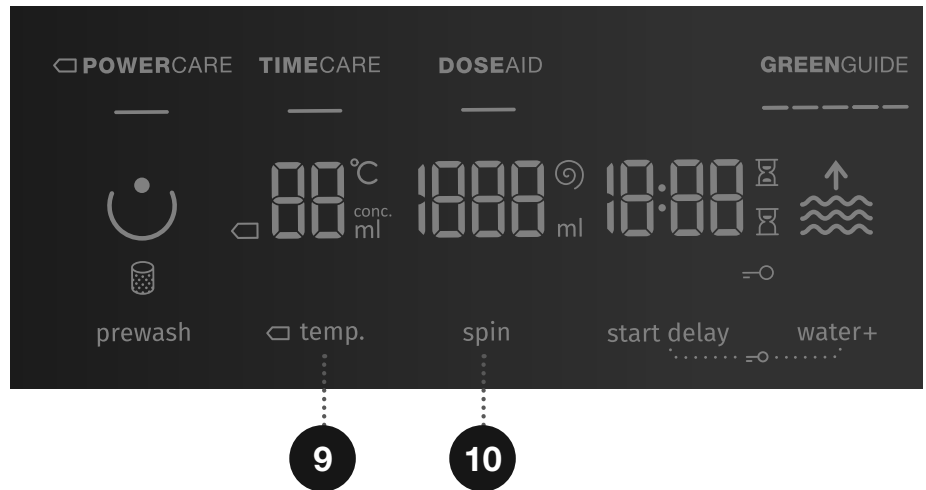 POWERCARE TIMECARE DOSEAID GREENGUIDE
88 °C 1888 18:88
conc.
ml ml
prewash temp. spin start delay water+
9 10